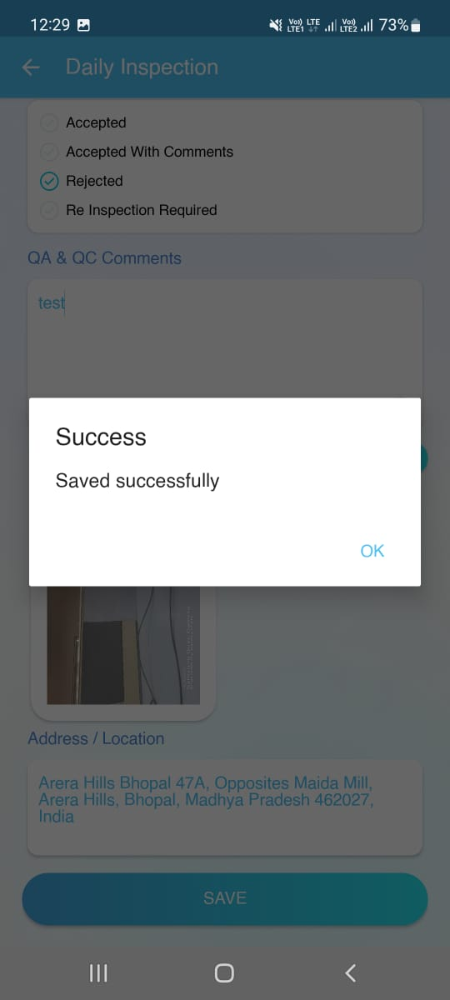 12:29
Vo)) LTE
LTE1
Vo))
LTE2
73%
Daily Inspection
Accepted
Accepted With Comments
Rejected
Re Inspection Required
QA & QC Comments
test
Success
Saved successfully
OK
Address / Location
Arera Hills Bhopal 47A, Opposites Maida Mill,
Arera Hills, Bhopal, Madhya Pradesh 462027,
India
SAVE